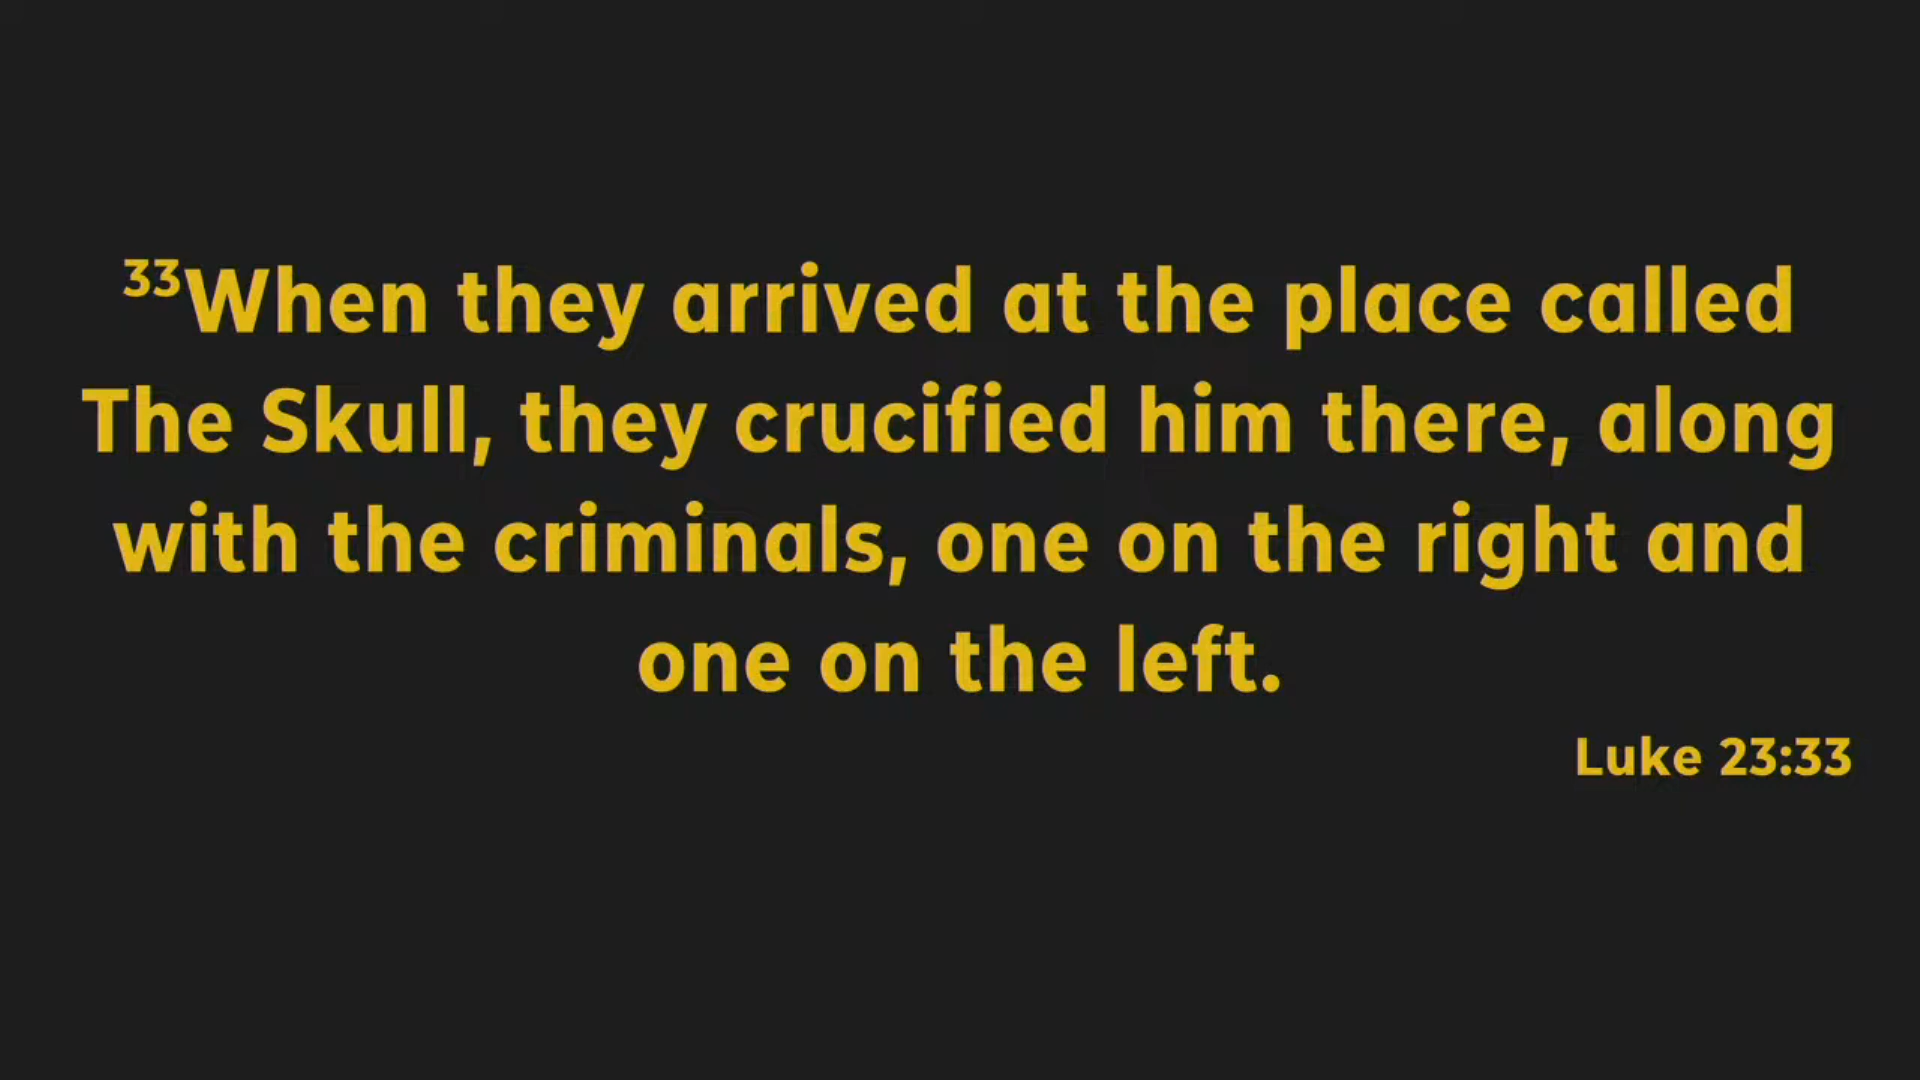 ³³When they arrived at the place called
The Skull, they crucified him there, along
with the criminals, one on the right and
one on the left.
Luke 23:33